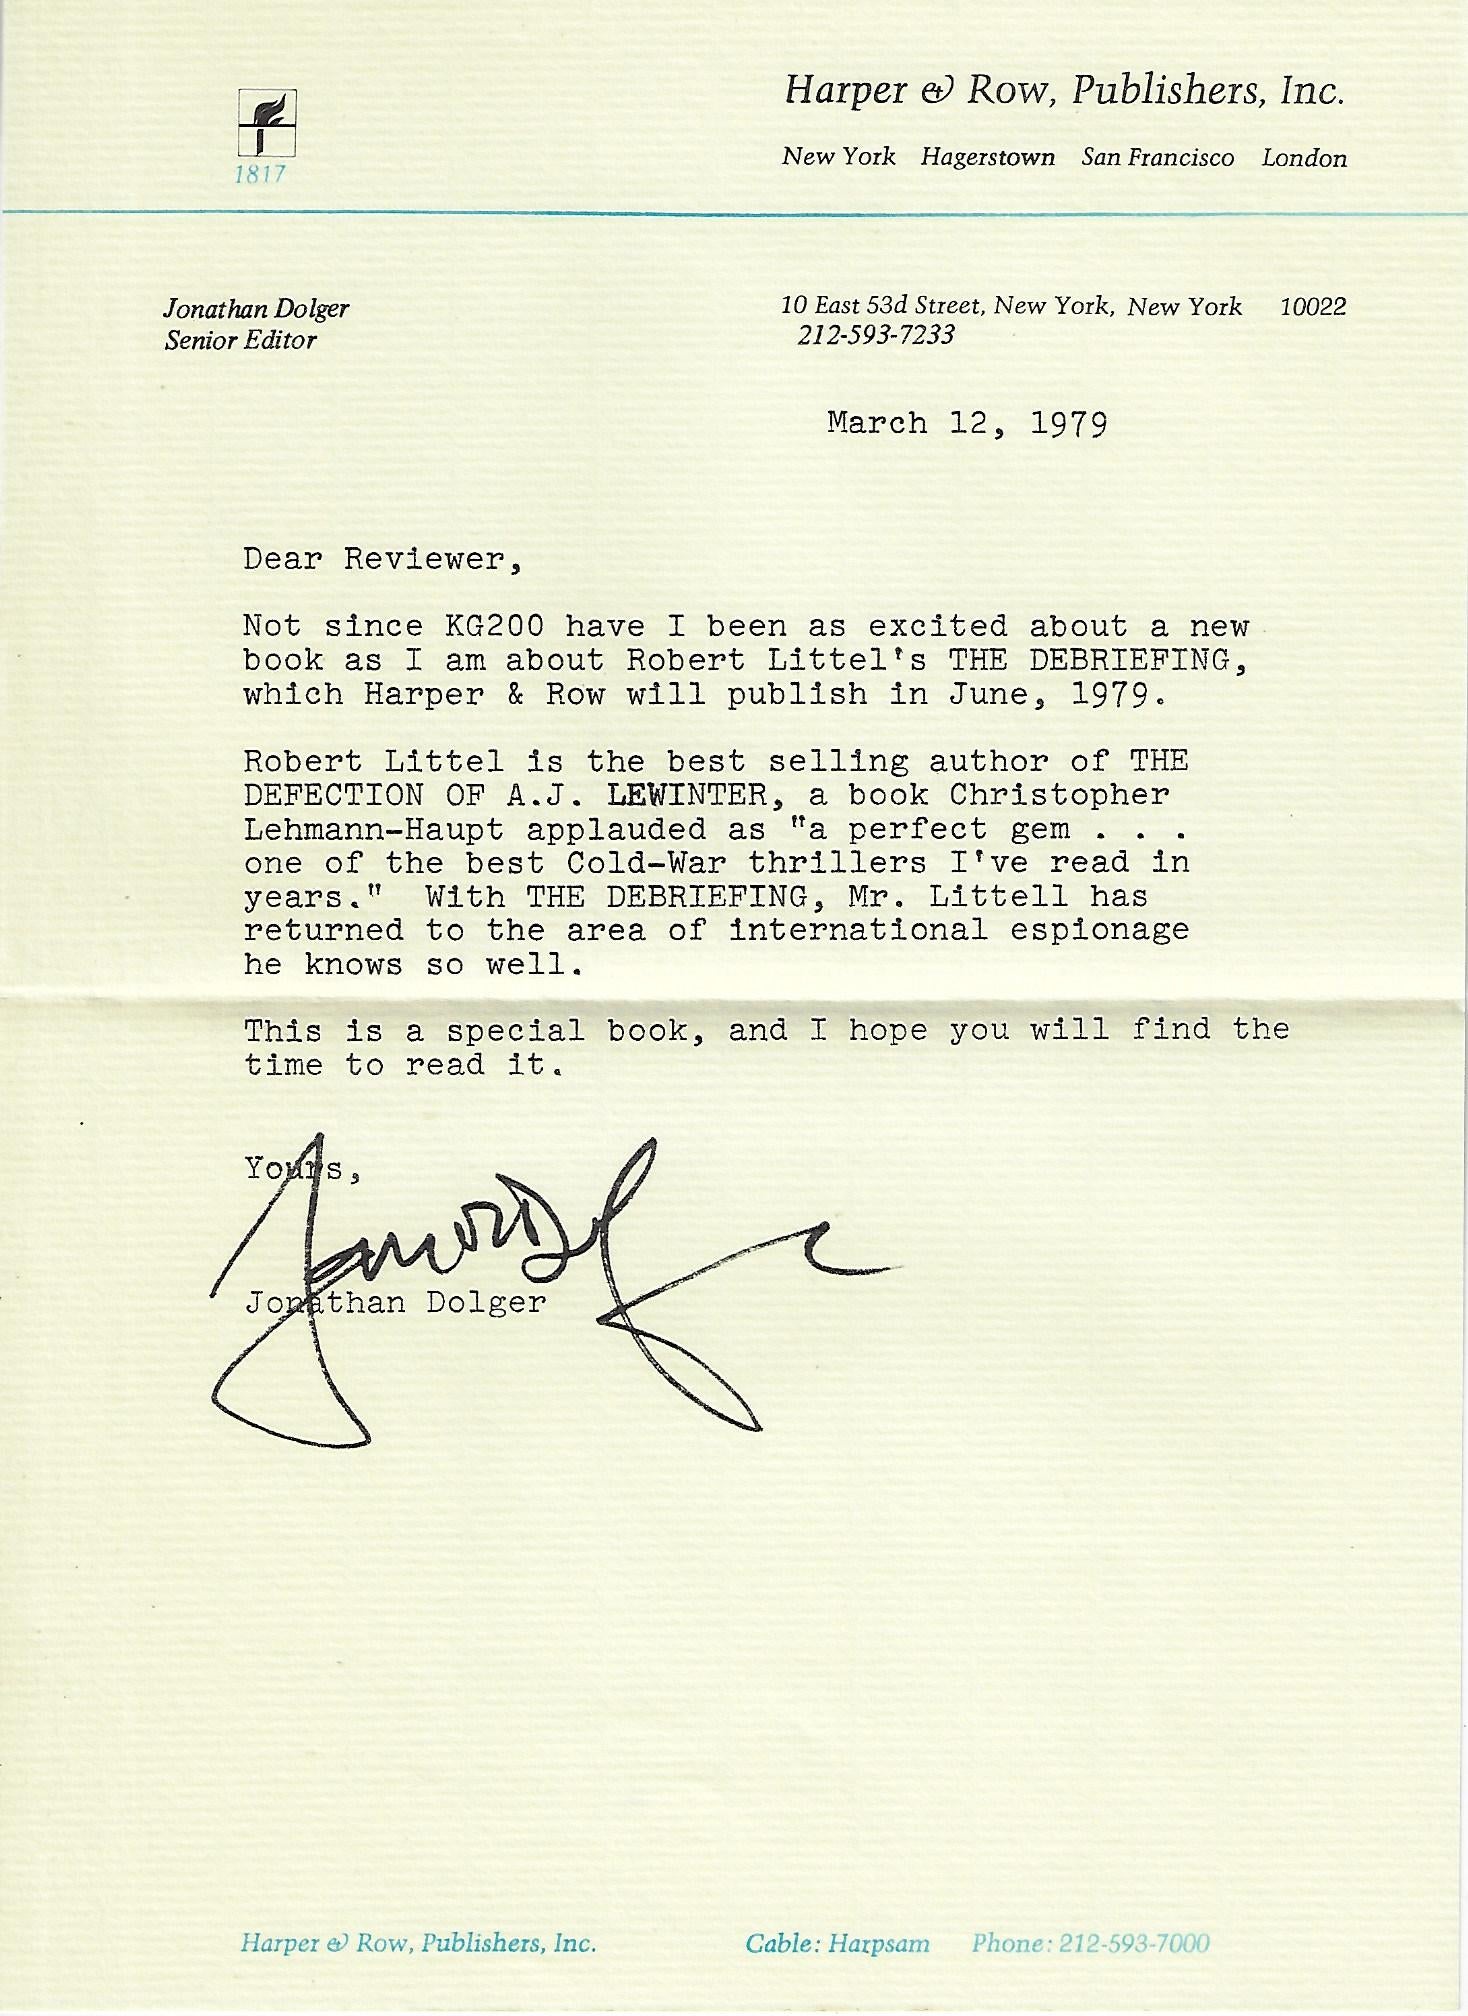 Harper & Row, Publishers, Inc.
New York Hagerstown San Francisco London
1817
Jonathan Dolger
Senior Editor
10 East 53d Street, New York, New York 10022
212-593-7233
March 12, 1979
Dear Reviewer,
Not since KG200 have I been as excited about a new
book as I am about Robert Littel's THE DEBRIEFING,
which Harper & Row will publish in June, 1979.
Robert Littel is the best selling author of THE
DEFECTION OF A.J. LEWINTER, a book Christopher
Lehmann-Haupt applauded as "a perfect gem . . .
one of the best Cold-War thrillers I've read in
years." With THE DEBRIEFING, Mr. Littell has
returned to the area of international espionage
he knows so well.
This is a special book, and I hope you will find the
time to read it.
Yours,
Jonathan Dolger
Harper & Row, Publishers, Inc. Cable: Harpsam Phone: 212-593-7000